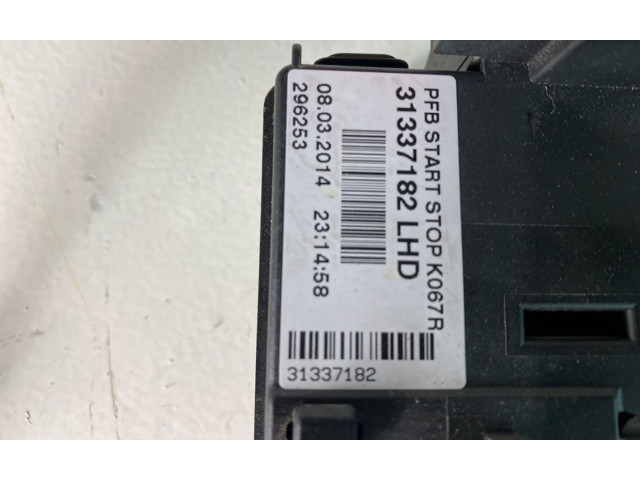 PFB START STOP K067R
31337182 LHD
08.03.2014 23:14:58
296253
31337182